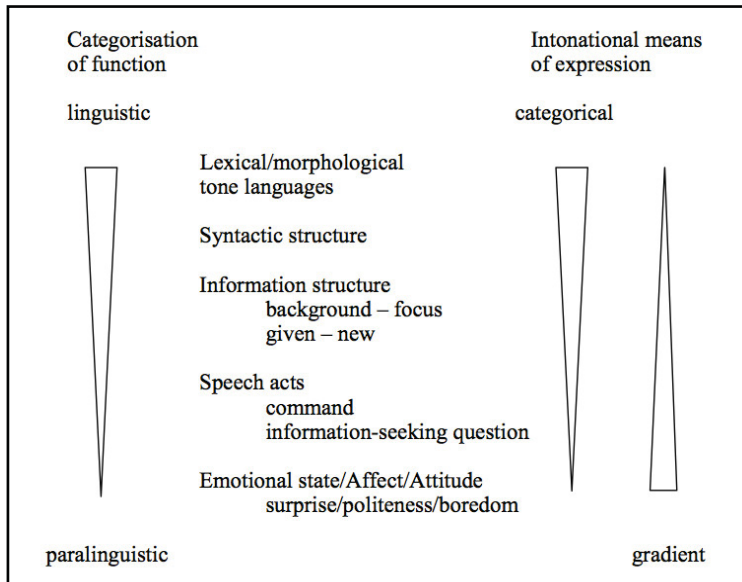 Categorisation
of function
Intonational means
of expression
linguistic
categorical
Lexical/morphological
tone languages
Syntactic structure
Information structure
background – focus
given – new
Speech acts
command
information-seeking question
Emotional state/Affect/Attitude
surprise/politeness/boredom
paralinguistic
gradient